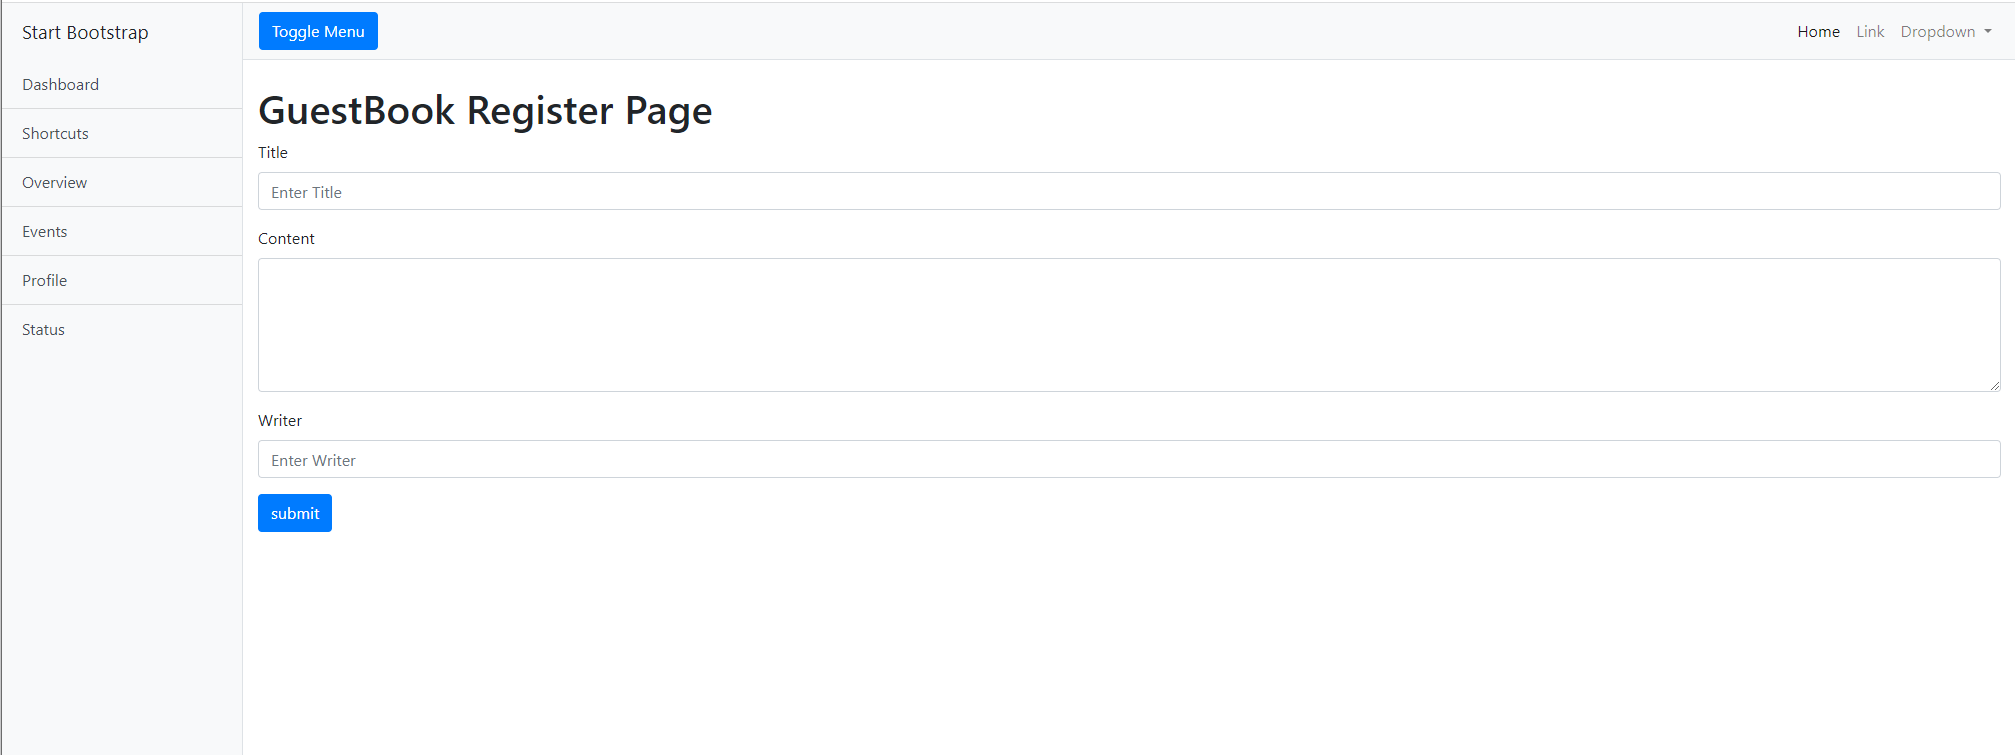 Start Bootstrap
Dashboard
Shortcuts
Overview
Events
Profile
Status
Toggle Menu
Home Link Dropdown
GuestBook Register Page
Title
Enter Title
Content
Writer
Enter Writer
submit